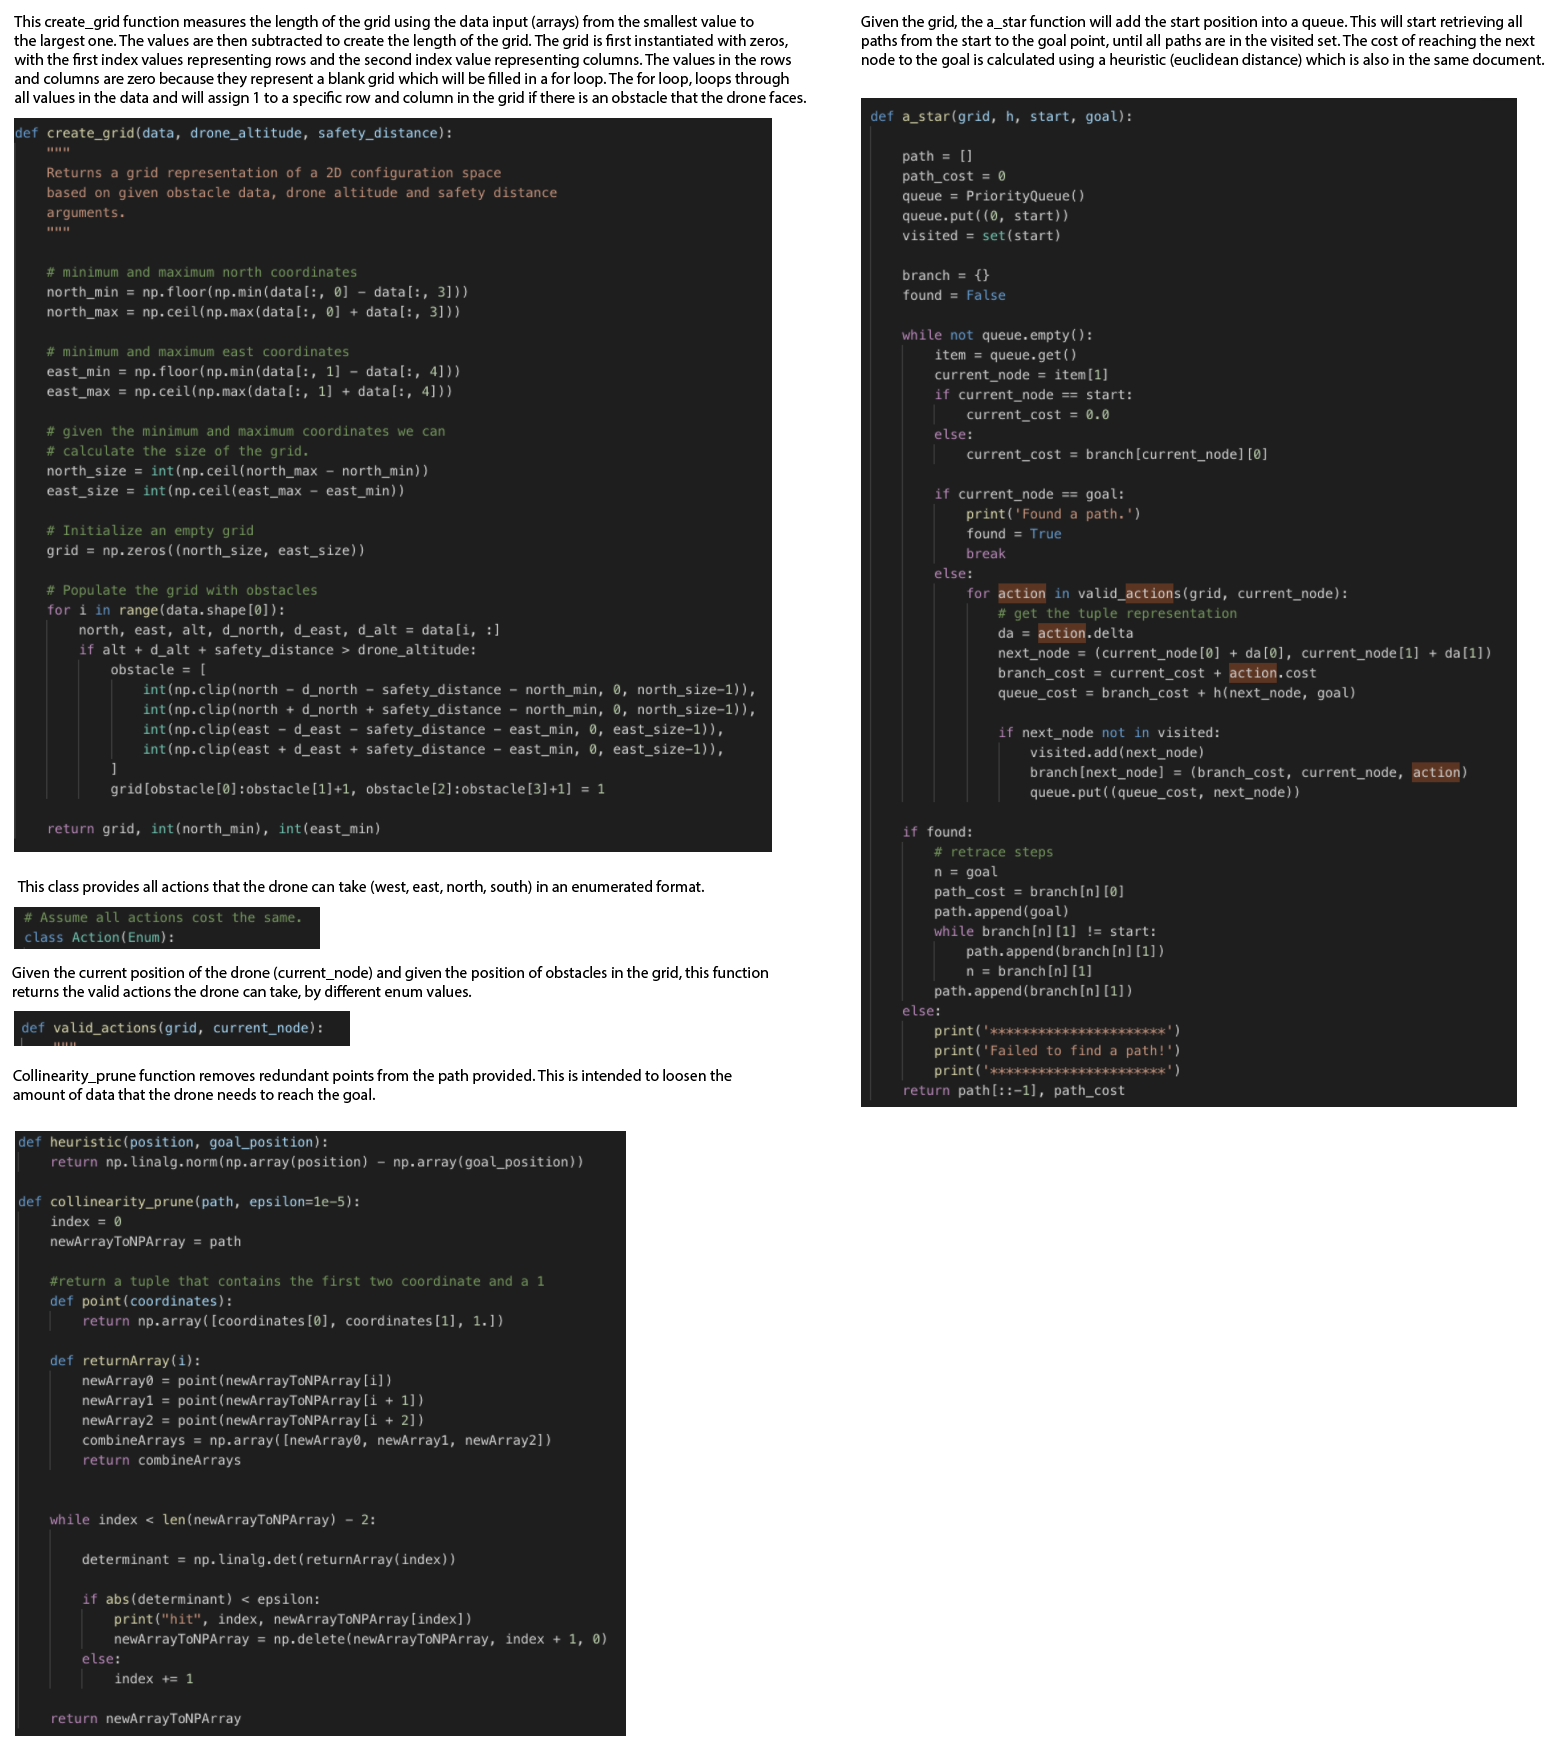 This create_grid function measures the length of the grid using the data input (arrays) from the smallest value to
the largest one. The values are then subtracted to create the length of the grid. The grid is first instantiated with zeros,
with the first index values representing rows and the second index value representing columns. The values in the rows
and columns are zero because they represent a blank grid which will be filled in a for loop. The for loop, loops through
all values in the data and will assign 1 to a specific row and column in the grid if there is an obstacle that the drone faces.
def create_grid(data, drone_altitude, safety_distance):
    """
    Returns a grid representation of a 2D configuration space
    based on given obstacle data, drone altitude and safety distance
    arguments.
    """
    # minimum and maximum north coordinates
    north_min = np.floor(np.min(data[:, 0] - data[:, 3]))
    north_max = np.ceil(np.max(data[:, 0] + data[:, 3]))
    # minimum and maximum east coordinates
    east_min = np.floor(np.min(data[:, 1] - data[:, 4]))
    east_max = np.ceil(np.max(data[:, 1] + data[:, 4]))
    # given the minimum and maximum coordinates we can
    # calculate the size of the grid.
    north_size = int(np.ceil(north_max - north_min))
    east_size = int(np.ceil(east_max - east_min))
    # Initialize an empty grid
    grid = np.zeros((north_size, east_size))
    # Populate the grid with obstacles
    for i in range(data.shape[0]):
        north, east, alt, d_north, d_east, d_alt = data[i, :]
        if alt + d_alt + safety_distance > drone_altitude:
            obstacle = [
                int(np.clip(north - d_north - safety_distance - north_min, 0, north_size-1)),
                int(np.clip(north + d_north + safety_distance - north_min, 0, north_size-1)),
                int(np.clip(east - d_east - safety_distance - east_min, 0, east_size-1)),
                int(np.clip(east + d_east + safety_distance - east_min, 0, east_size-1)),
            ]
            grid[obstacle[0]:obstacle[1]+1, obstacle[2]:obstacle[3]+1] = 1
    return grid, int(north_min), int(east_min)
This class provides all actions that the drone can take (west, east, north, south) in an enumerated format.
# Assume all actions cost the same.
class Action(Enum):
Given the current position of the drone (current_node) and given the position of obstacles in the grid, this function
returns the valid actions the drone can take, by different enum values.
def valid_actions(grid, current_node):
    """
Collinearity_prune function removes redundant points from the path provided. This is intended to loosen the
amount of data that the drone needs to reach the goal.
def heuristic(position, goal_position):
    return np.linalg.norm(np.array(position) - np.array(goal_position))
def collinearity_prune(path, epsilon=1e-5):
    index = 0
    newArrayToNPArray = path
    #return a tuple that contains the first two coordinate and a 1
    def point(coordinates):
        return np.array([coordinates[0], coordinates[1], 1.])
    def returnArray(i):
        newArray0 = point(newArrayToNPArray[i])
        newArray1 = point(newArrayToNPArray[i + 1])
        newArray2 = point(newArrayToNPArray[i + 2])
        combineArrays = np.array([newArray0, newArray1, newArray2])
        return combineArrays
    while index < len(newArrayToNPArray) - 2:
        determinant = np.linalg.det(returnArray(index))
        if abs(determinant) < epsilon:
            print("hit", index, newArrayToNPArray[index])
            newArrayToNPArray = np.delete(newArrayToNPArray, index + 1, 0)
        else:
            index += 1
    return newArrayToNPArray
Given the grid, the a_star function will add the start position into a queue. This will start retrieving all
paths from the start to the goal point, until all paths are in the visited set. The cost of reaching the next
node to the goal is calculated using a heuristic (euclidean distance) which is also in the same document.
def a_star(grid, h, start, goal):
    path = []
    path_cost = 0
    queue = PriorityQueue()
    queue.put((0, start))
    visited = set(start)
    branch = {}
    found = False
    while not queue.empty():
        item = queue.get()
        current_node = item[1]
        if current_node == start:
            current_cost = 0.0
        else:
            current_cost = branch[current_node][0]
        if current_node == goal:
            print('Found a path.')
            found = True
            break
        else:
            for action in valid_actions(grid, current_node):
                # get the tuple representation
                da = action.delta
                next_node = (current_node[0] + da[0], current_node[1] + da[1])
                branch_cost = current_cost + action.cost
                queue_cost = branch_cost + h(next_node, goal)
                if next_node not in visited:
                    visited.add(next_node)
                    branch[next_node] = (branch_cost, current_node, action)
                    queue.put((queue_cost, next_node))
    if found:
        # retrace steps
        n = goal
        path_cost = branch[n][0]
        path.append(goal)
        while branch[n][1] != start:
            path.append(branch[n][1])
            n = branch[n][1]
        path.append(branch[n][1])
    else:
        print('**********************')
        print('Failed to find a path!')
        print('**********************')
    return path[::-1], path_cost